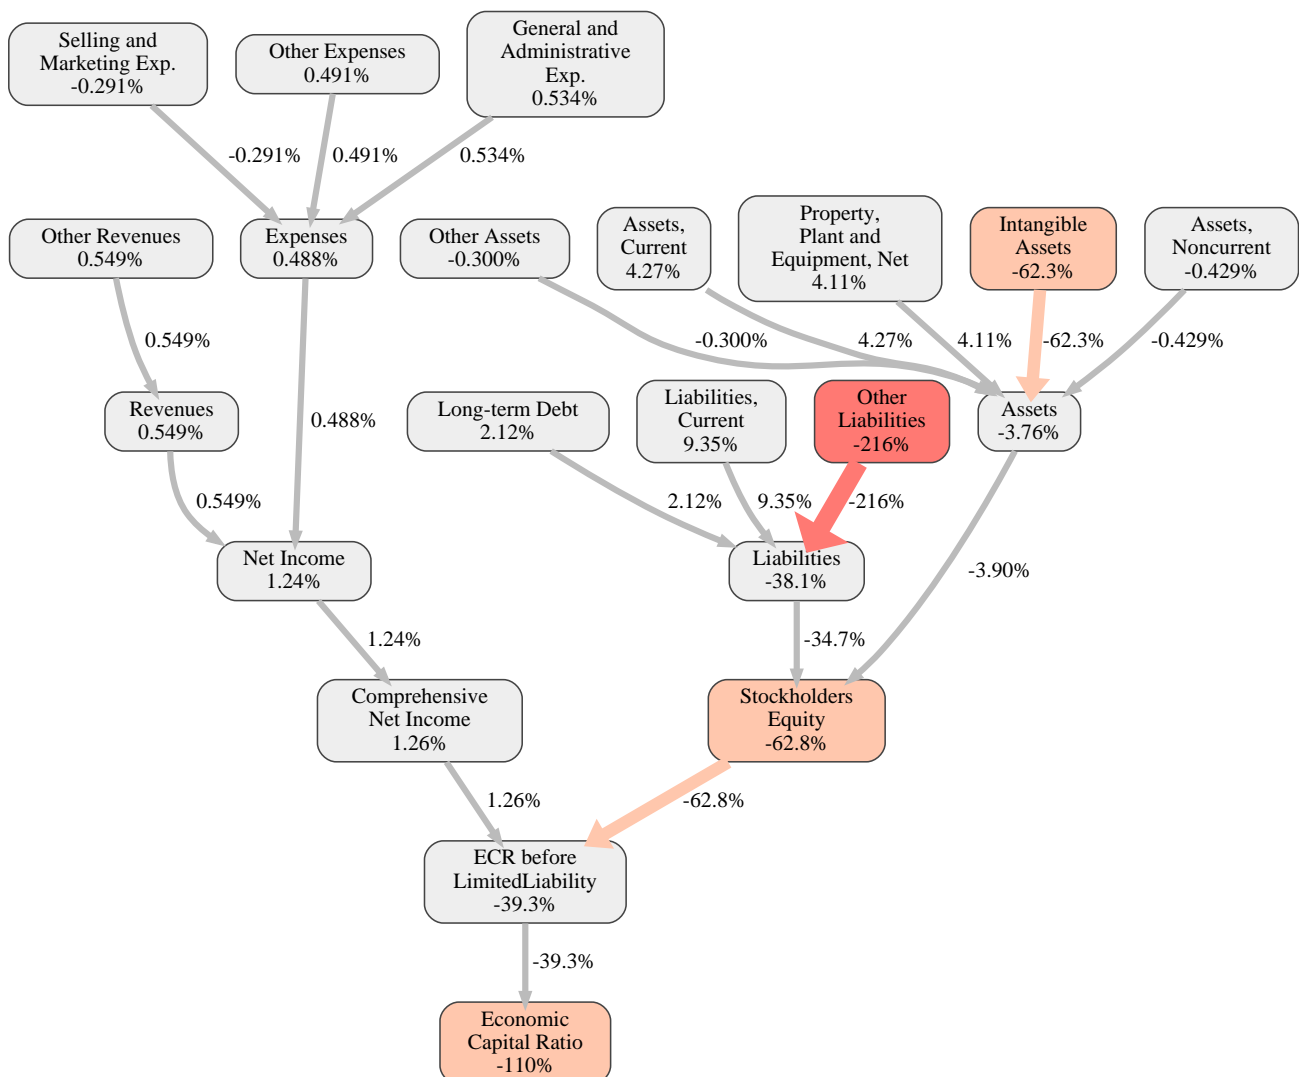 Selling and
Marketing Exp.
-0.291%
Other Expenses
0.491%
General and
Administrative
Exp.
0.534%
-0.291%
0.491%
0.534%
Other Revenues
0.549%
Expenses
0.488%
Other Assets
-0.300%
Assets,
Current
4.27%
Property,
Plant and
Equipment, Net
4.11%
Intangible
Assets
-62.3%
Assets,
Noncurrent
-0.429%
0.549%
-0.300%
4.27%
4.11%
-62.3%
-0.429%
Revenues
0.549%
0.488%
Long-term Debt
2.12%
Liabilities,
Current
9.35%
Other
Liabilities
-216%
Assets
-3.76%
0.549%
2.12%
9.35%
-216%
Net Income
1.24%
Liabilities
-38.1%
-3.90%
1.24%
-34.7%
Comprehensive
Net Income
1.26%
Stockholders
Equity
-62.8%
1.26%
-62.8%
ECR before
LimitedLiability
-39.3%
-39.3%
Economic
Capital Ratio
-110%